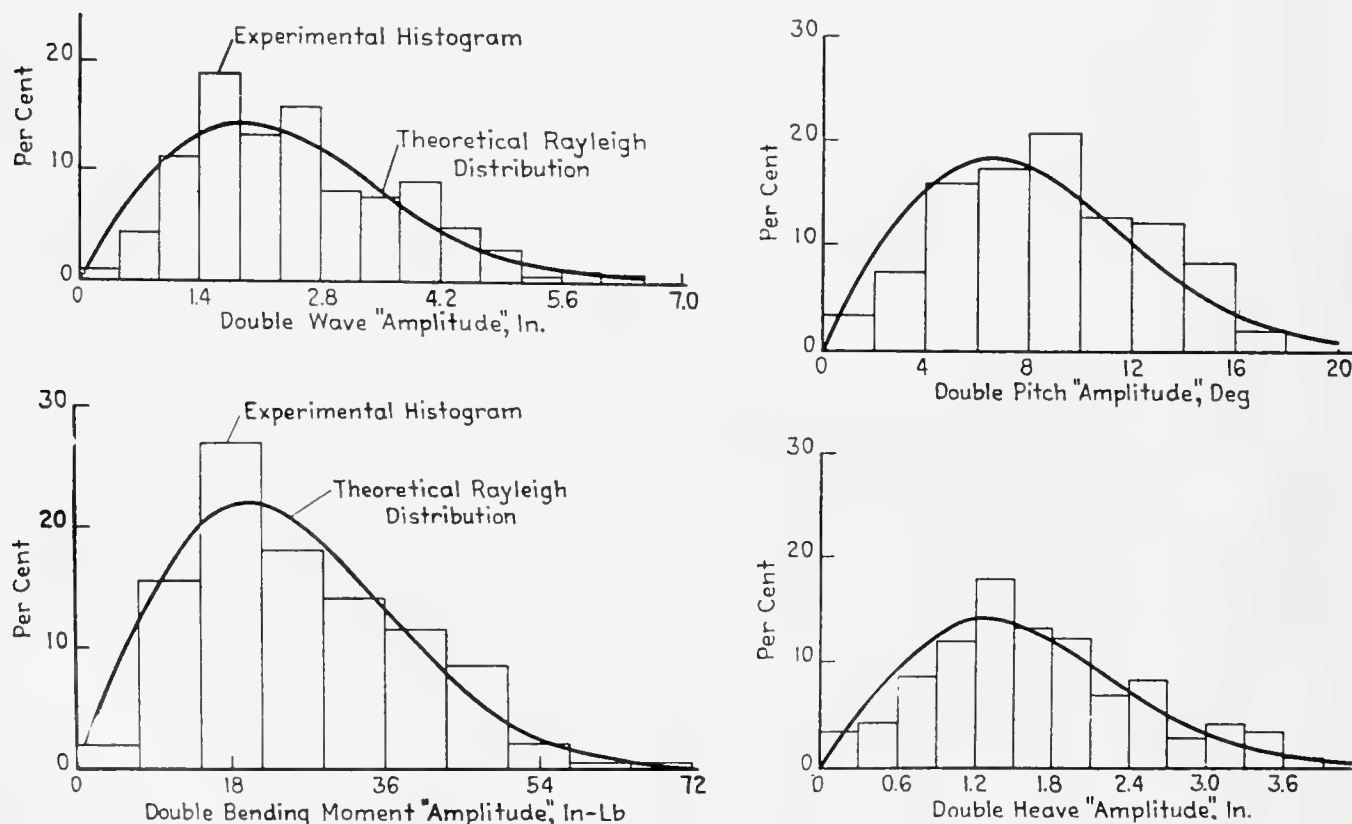 Experimental Histogram
20
10
0
Per Cent
Theoretical Rayleigh
Distribution
0 1.4 2.8 4.2 5.6 7.0
Double Wave "Amplitude", In.
30
20
10
0
Per Cent
0 4 8 12 16 20
Double Pitch "Amplitude", Deg
30
20
10
0
Per Cent
Experimental Histogram
Theoretical Rayleigh
Distribution
0 18 36 54 72
Double Bending Moment "Amplitude", In-Lb
30
20
10
0
Per Cent
0 0.6 1.2 1.8 2.4 3.0 3.6
Double Heave "Amplitude", In.